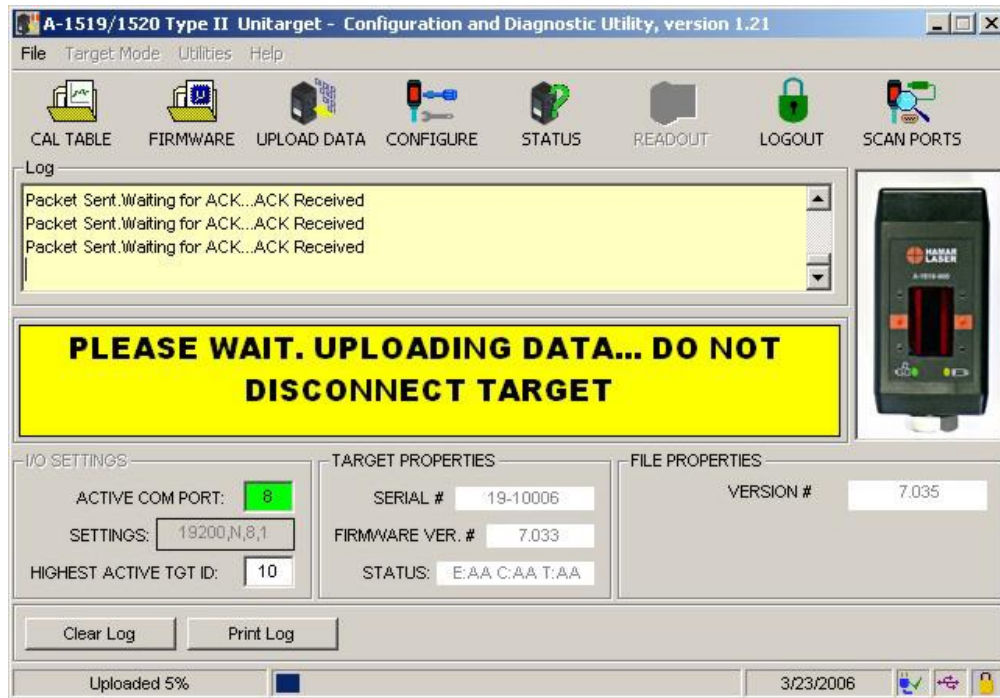 A-1519/1520 Type II Unitarget - Configuration and Diagnostic Utility, version 1.21
File Target Mode Utilities Help
CAL TABLE FIRMWARE UPLOAD DATA CONFIGURE STATUS READOUT LOGOUT SCAN PORTS
Log
Packet Sent.Waiting for ACK...ACK Received
Packet Sent.Waiting for ACK...ACK Received
Packet Sent.Waiting for ACK...ACK Received
HAMAR
LASER
PLEASE WAIT. UPLOADING DATA... DO NOT
DISCONNECT TARGET
I/O SETTINGS TARGET PROPERTIES FILE PROPERTIES
ACTIVE COM PORT: 8 SERIAL # 19-10006 VERSION # 7.035
SETTINGS: 19200,N,8,1 FIRMWARE VER. # 7.033
HIGHEST ACTIVE TGT ID: 10 STATUS: E:AA C:AA T:AA
Clear Log Print Log
Uploaded 5% 3/23/2006